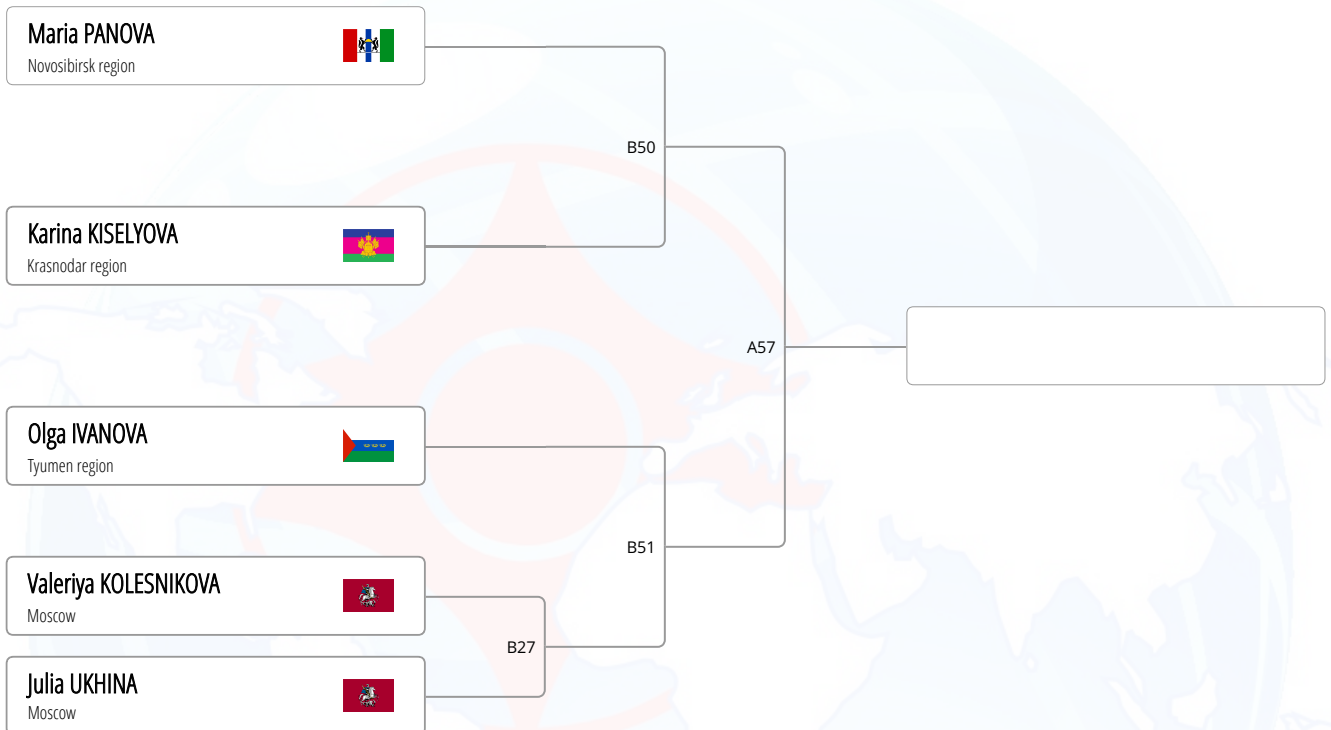 Maria PANOVA
Novosibirsk region
B50
Karina KISELYOVA
Krasnodar region
A57
Olga IVANOVA
Tyumen region
B51
Valeriya KOLESNIKOVA
Moscow
B27
Julia UKHINA
Moscow